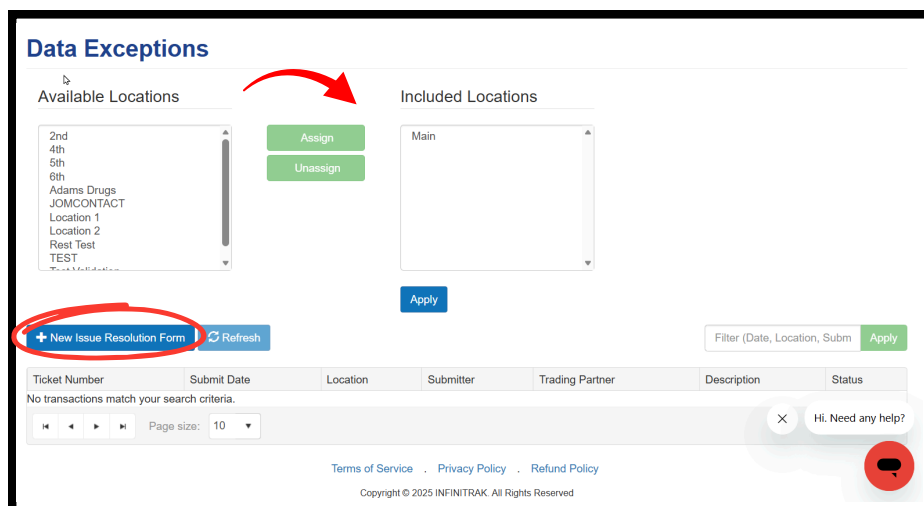 Data Exceptions
Available Locations
Included Locations
2nd
4th
5th
6th
Adams Drugs
JOMCONTACT
Location 1
Location 2
Rest Test
TEST
Test Validation
Assign
Unassign
Main
Apply
New Issue Resolution Form
Refresh
Filter (Date, Location, Subm
Apply
Ticket Number Submit Date Location Submitter Trading Partner Description Status
No transactions match your search criteria.
Page size: 10
Hi. Need any help?
Terms of Service . Privacy Policy . Refund Policy
Copyright © 2025 INFINITRAK. All Rights Reserved